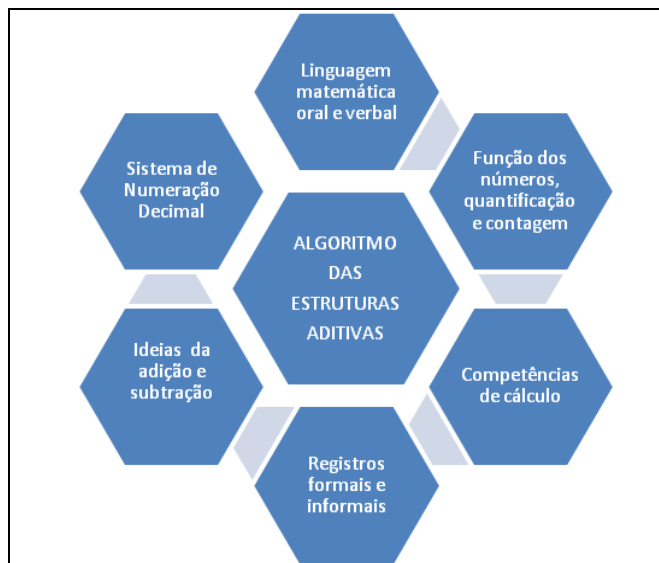 Linguagem
matemática
oral e verbal
Função dos
números,
quantificação
e contagem
Competências
de cálculo
Registros
formais e
informais
Ideias da
adição e
subtração
Sistema de
Numeração
Decimal
ALGORITMO
DAS
ESTRUTURAS
ADITIVAS